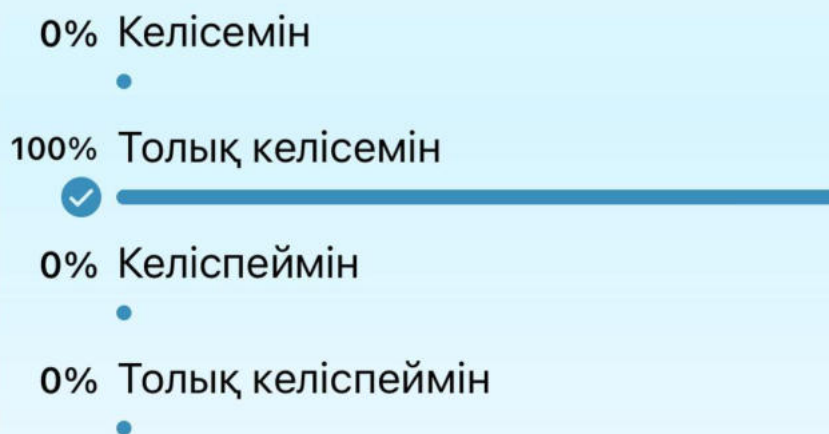 0% Келісемін
100% Толық келісемін
0% Келіспеймін
0% Толық келіспеймін